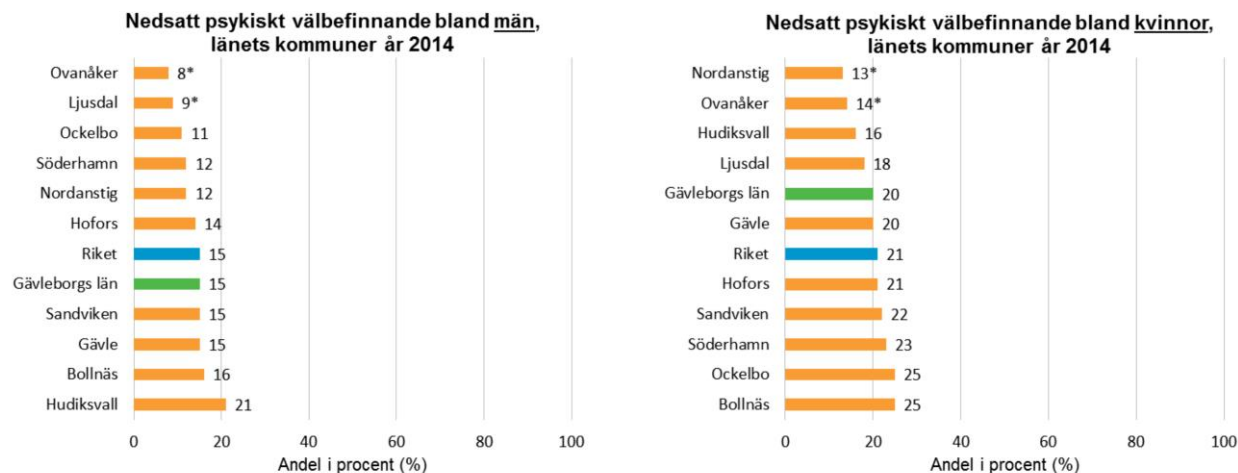 Nedsatt psykiskt välbefinnande bland män,
länets kommuner år 2014
Ovanåker 8*
Ljusdal 9*
Ockelbo 11
Söderhamn 12
Nordanstig 12
Hofors 14
Riket 15
Gävleborgs län 15
Sandviken 15
Gävle 15
Bollnäs 16
Hudiksvall 21
0 20 40 60 80 100
Andel i procent (%)
Nedsatt psykiskt välbefinnande bland kvinnor,
länets kommuner år 2014
Nordanstig 13*
Ovanåker 14*
Hudiksvall 16
Ljusdal 18
Gävleborgs län 20
Gävle 20
Riket 21
Hofors 21
Sandviken 22
Söderhamn 23
Ockelbo 25
Bollnäs 25
0 20 40 60 80 100
Andel i procent (%)